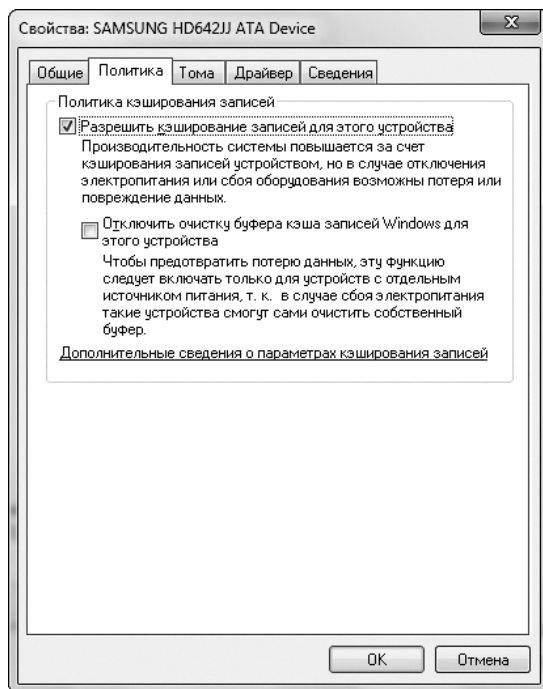 Свойства: SAMSUNG HD642JJ ATA Device
Общие Политика Тома Драйвер Сведения
Политика кэширования записей
Разрешить кэширование записей для этого устройства
Производительность системы повышается за счет
кэширования записей устройством, но в случае отключения
электропитания или сбоя оборудования возможны потеря или
повреждение данных.
Отключить очистку буфера кэша записей Windows для
этого устройства
Чтобы предотвратить потерю данных, эту функцию
следует включать только для устройств с отдельным
источником питания, т. к. в случае сбоя электропитания
такие устройства смогут сами очистить собственный
буфер.
Дополнительные сведения о параметрах кэширования записей
OK Отмена